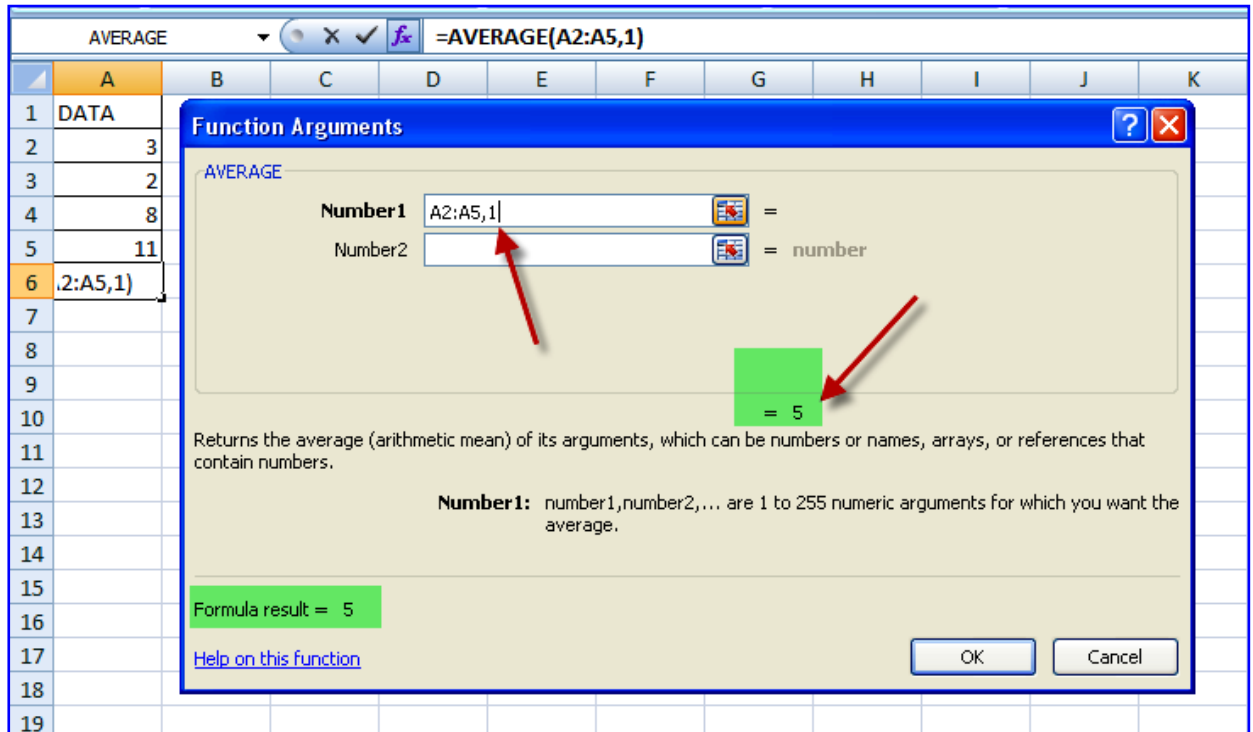 AVERAGE fx =AVERAGE(A2:A5,1)
A B C D E F G H I J K
1 DATA
2 3
3 2
4 8
5 11
6 .2:A5,1)
7
8
9
10
11
12
13
14
15
16
17
18
19
Function Arguments ?
AVERAGE
Number1 A2:A5,1 =
Number2 = number
= 5
Returns the average (arithmetic mean) of its arguments, which can be numbers or names, arrays, or references that
contain numbers.
Number1: number1,number2,... are 1 to 255 numeric arguments for which you want the
average.
Formula result = 5
Help on this function
OK Cancel